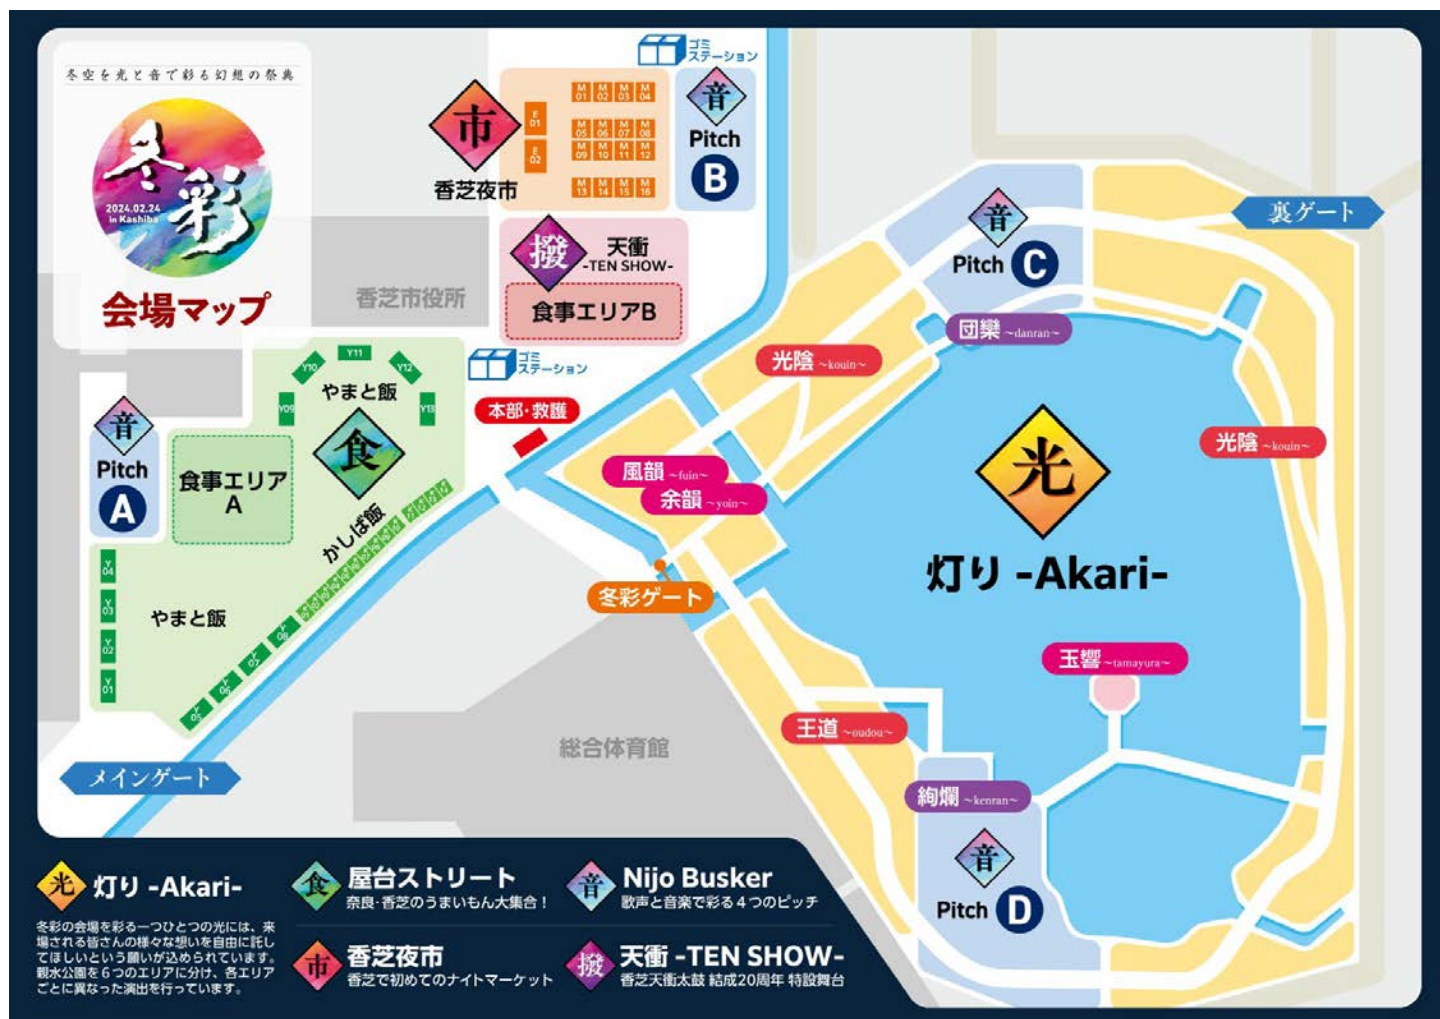 冬空を光と音で彩る幻想の祭典
冬彩
2024.02.24
in Kashiba
会場マップ
ゴミ
ステーション
市
香芝夜市
E
01
E
02
M
01
M
02
M
03
M
04
M
05
M
06
M
07
M
08
M
09
M
10
M
11
M
12
M
13
M
14
M
15
M
16
音
Pitch
B
撥
天衝
-TEN SHOW-
食事エリアB
香芝市役所
ゴミ
ステーション
本部・救護
Y09
Y10
Y11
Y12
Y13
やまと飯
食
音
Pitch
A
食事エリア
A
かしば飯
Y
04
Y
03
Y
02
Y
01
やまと飯
Y
08
Y
07
Y
06
Y
05
メインゲート
音
Pitch C
裏ゲート
団欒 ~danran~
光陰 ~kouin~
光陰 ~kouin~
風韻 ~fuin~
余韻 ~yoin~
光
灯り -Akari-
冬彩ゲート
玉響 ~tamayura~
王道 ~oudou~
総合体育館
絢爛 ~kenran~
音
Pitch D
光 灯り -Akari-
冬彩の会場を彩る一つひとつの光には、来
場される皆さんの様々な想いを自由に託し
てほしいという願いが込められています。
親水公園を6つのエリアに分け、各エリア
ごとに異なった演出を行っています。
食 屋台ストリート
奈良・香芝のうまいもん大集合！
音 Nijo Busker
歌声と音楽で彩る4つのピッチ
市 香芝夜市
香芝で初めてのナイトマーケット
撥 天衝 -TEN SHOW-
香芝天衝太鼓 結成20周年 特設舞台